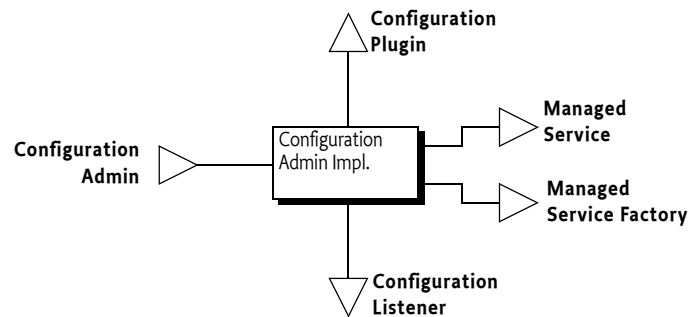 Configuration
Plugin
Configuration
Admin
Configuration
Admin Impl.
Managed
Service
Managed
Service Factory
Configuration
Listener